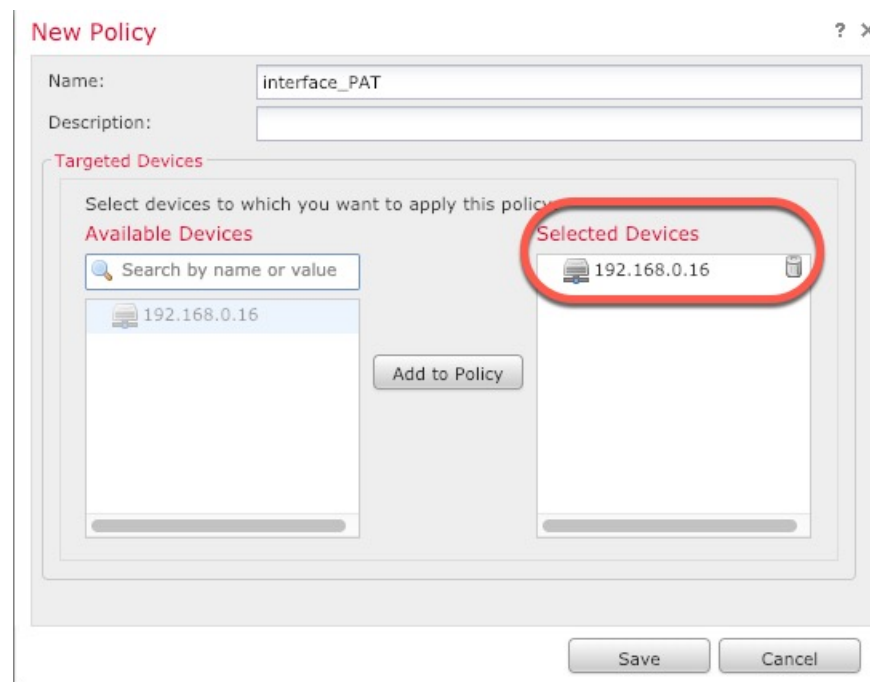 New Policy
?
Name:
interface_PAT
Description:
Targeted Devices
Select devices to which you want to apply this policy
Available Devices
Selected Devices
Search by name or value
192.168.0.16
192.168.0.16
Add to Policy
Save
Cancel